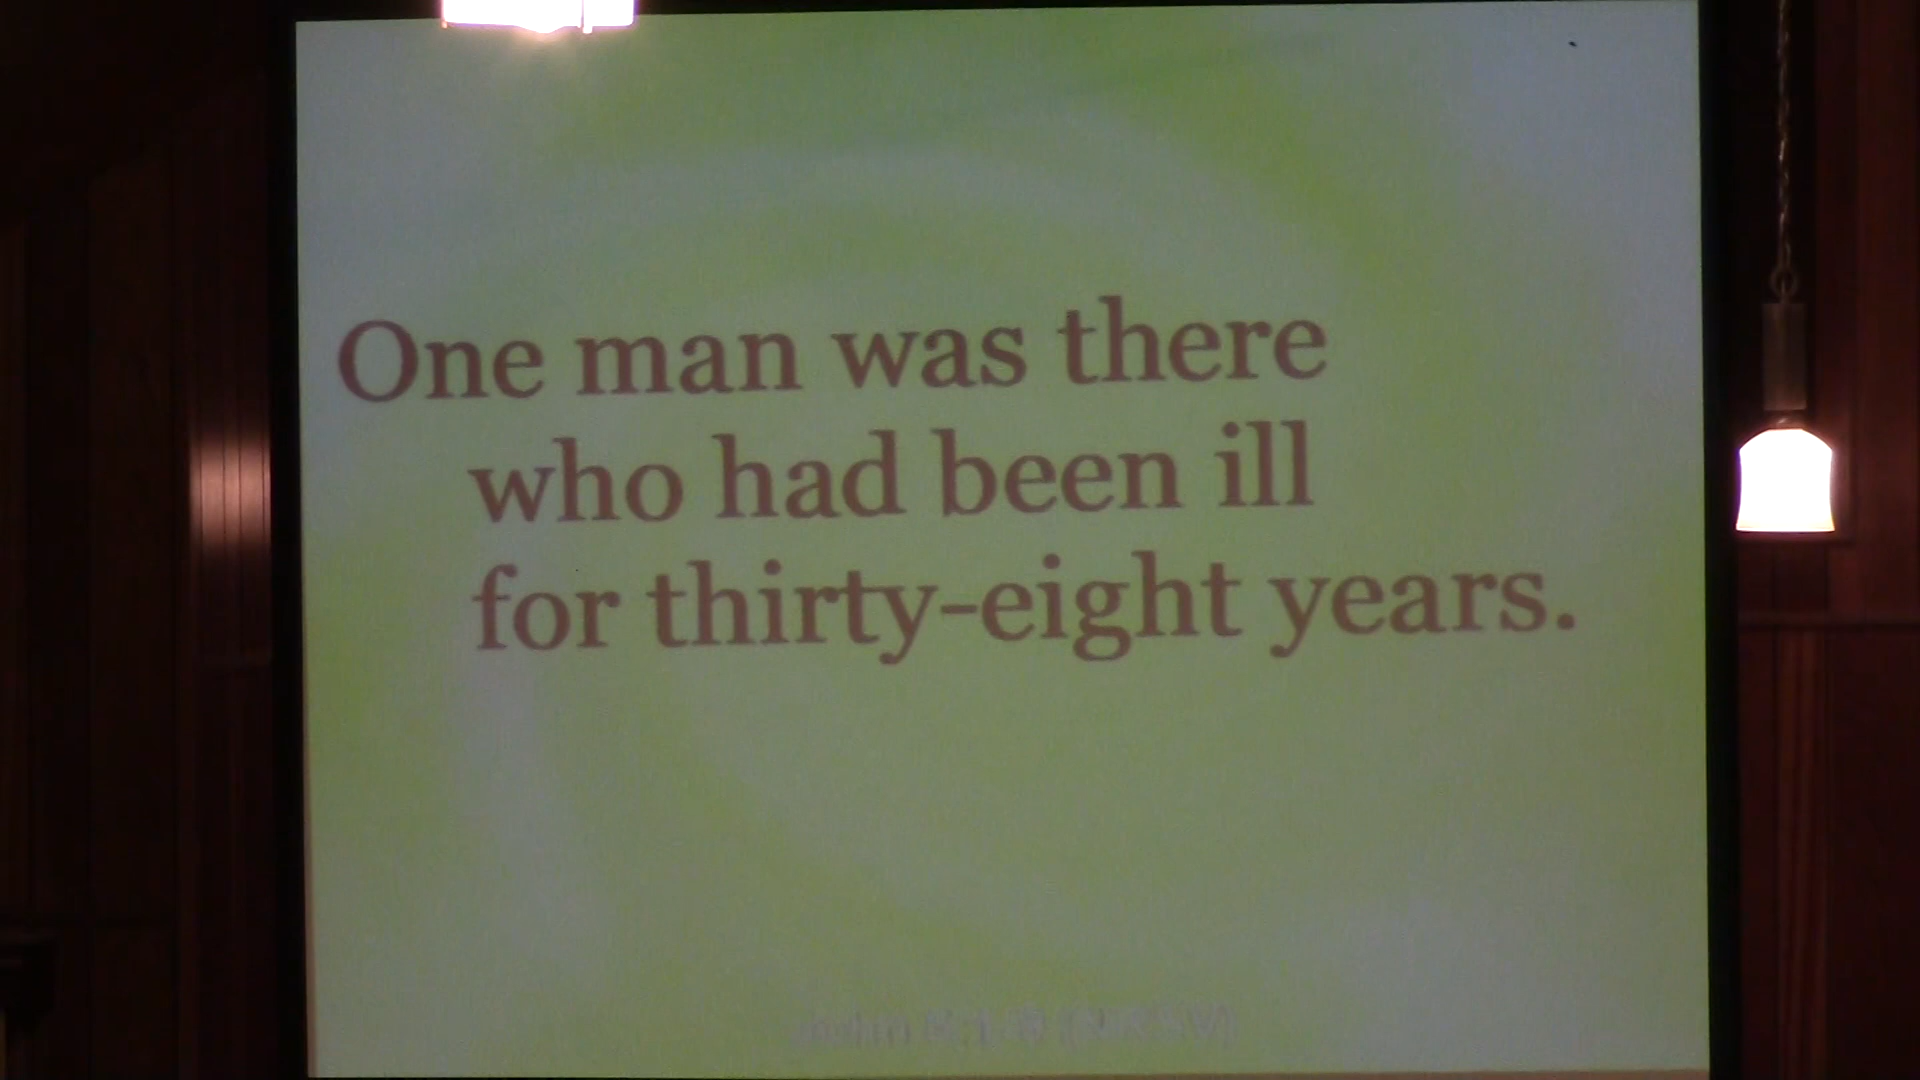 One man was there
who had been ill
for thirty-eight years.